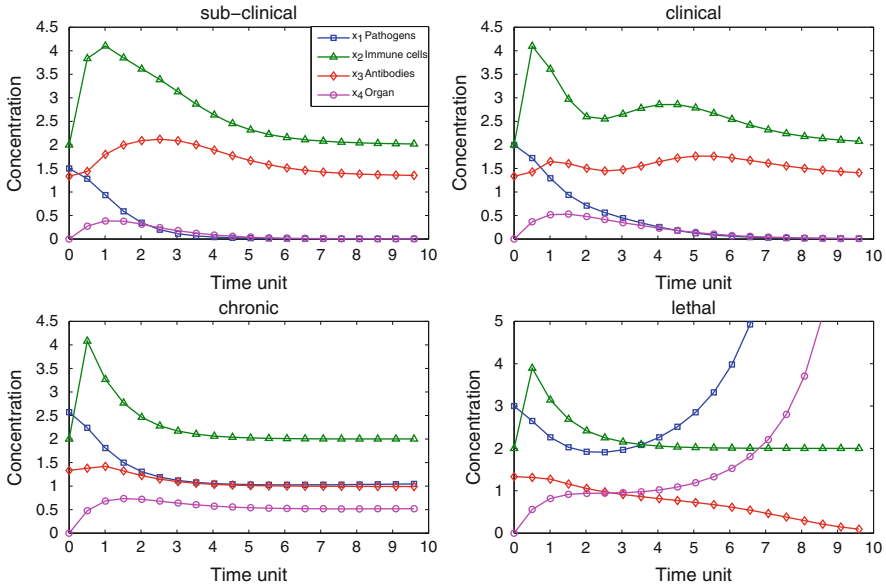 sub-clinical
4.5
4
3.5
3
2.5
2
1.5
1
0.5
0
Concentration
0 1 2 3 4 5 6 7 8 9 10
Time unit
x1 Pathogens
x2 Immune cells
x3 Antibodies
x4 Organ
clinical
4.5
4
3.5
3
2.5
2
1.5
1
0.5
0
Concentration
0 1 2 3 4 5 6 7 8 9 10
Time unit
chronic
4.5
4
3.5
3
2.5
2
1.5
1
0.5
0
Concentration
0 1 2 3 4 5 6 7 8 9 10
Time unit
lethal
5
4
3
2
1
0
Concentration
0 1 2 3 4 5 6 7 8 9 10
Time unit